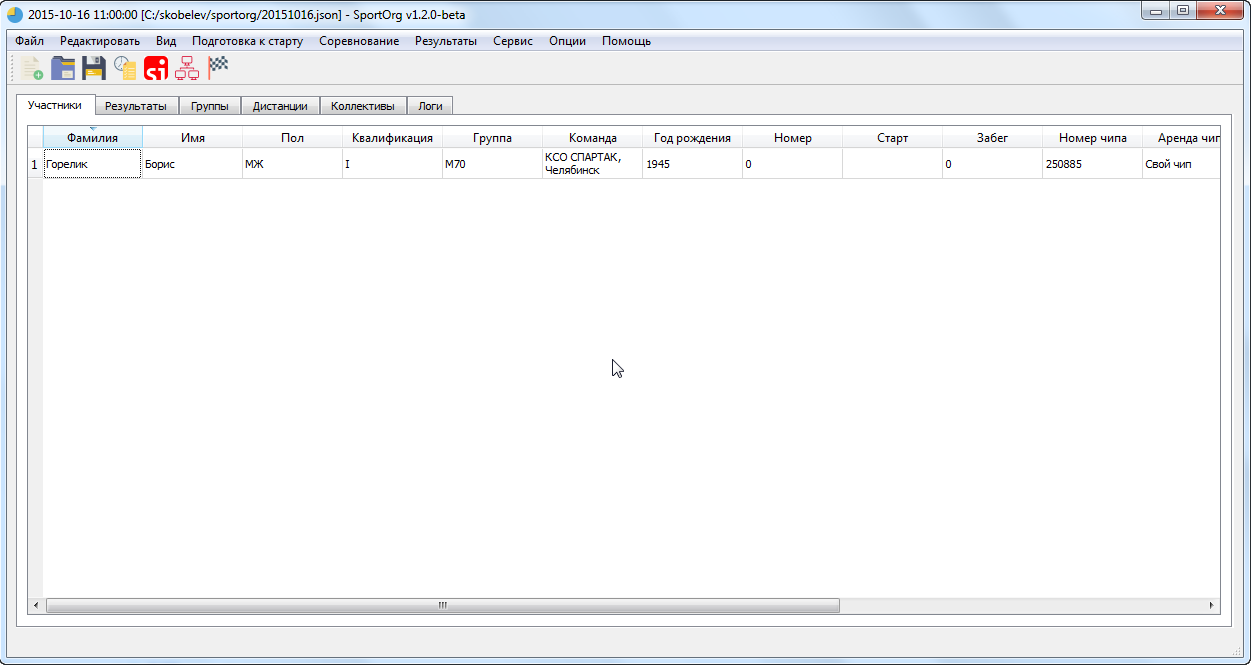 2015-10-16 11:00:00 [C:/skobelev/sportorg/20151016.json] - SportOrg v1.2.0-beta
Файл Редактировать Вид Подготовка к старту Соревнование Результаты Сервис Опции Помощь
Участники Результаты Группы Дистанции Коллективы Логи
Фамилия Имя Пол Квалификация Группа Команда Год рождения Номер Старт Забег Номер чипа Аренда чип
1 Горелик Борис МЖ I М70 КСО СПАРТАК, 1945 0 0 250885 Свой чип
Челябинск